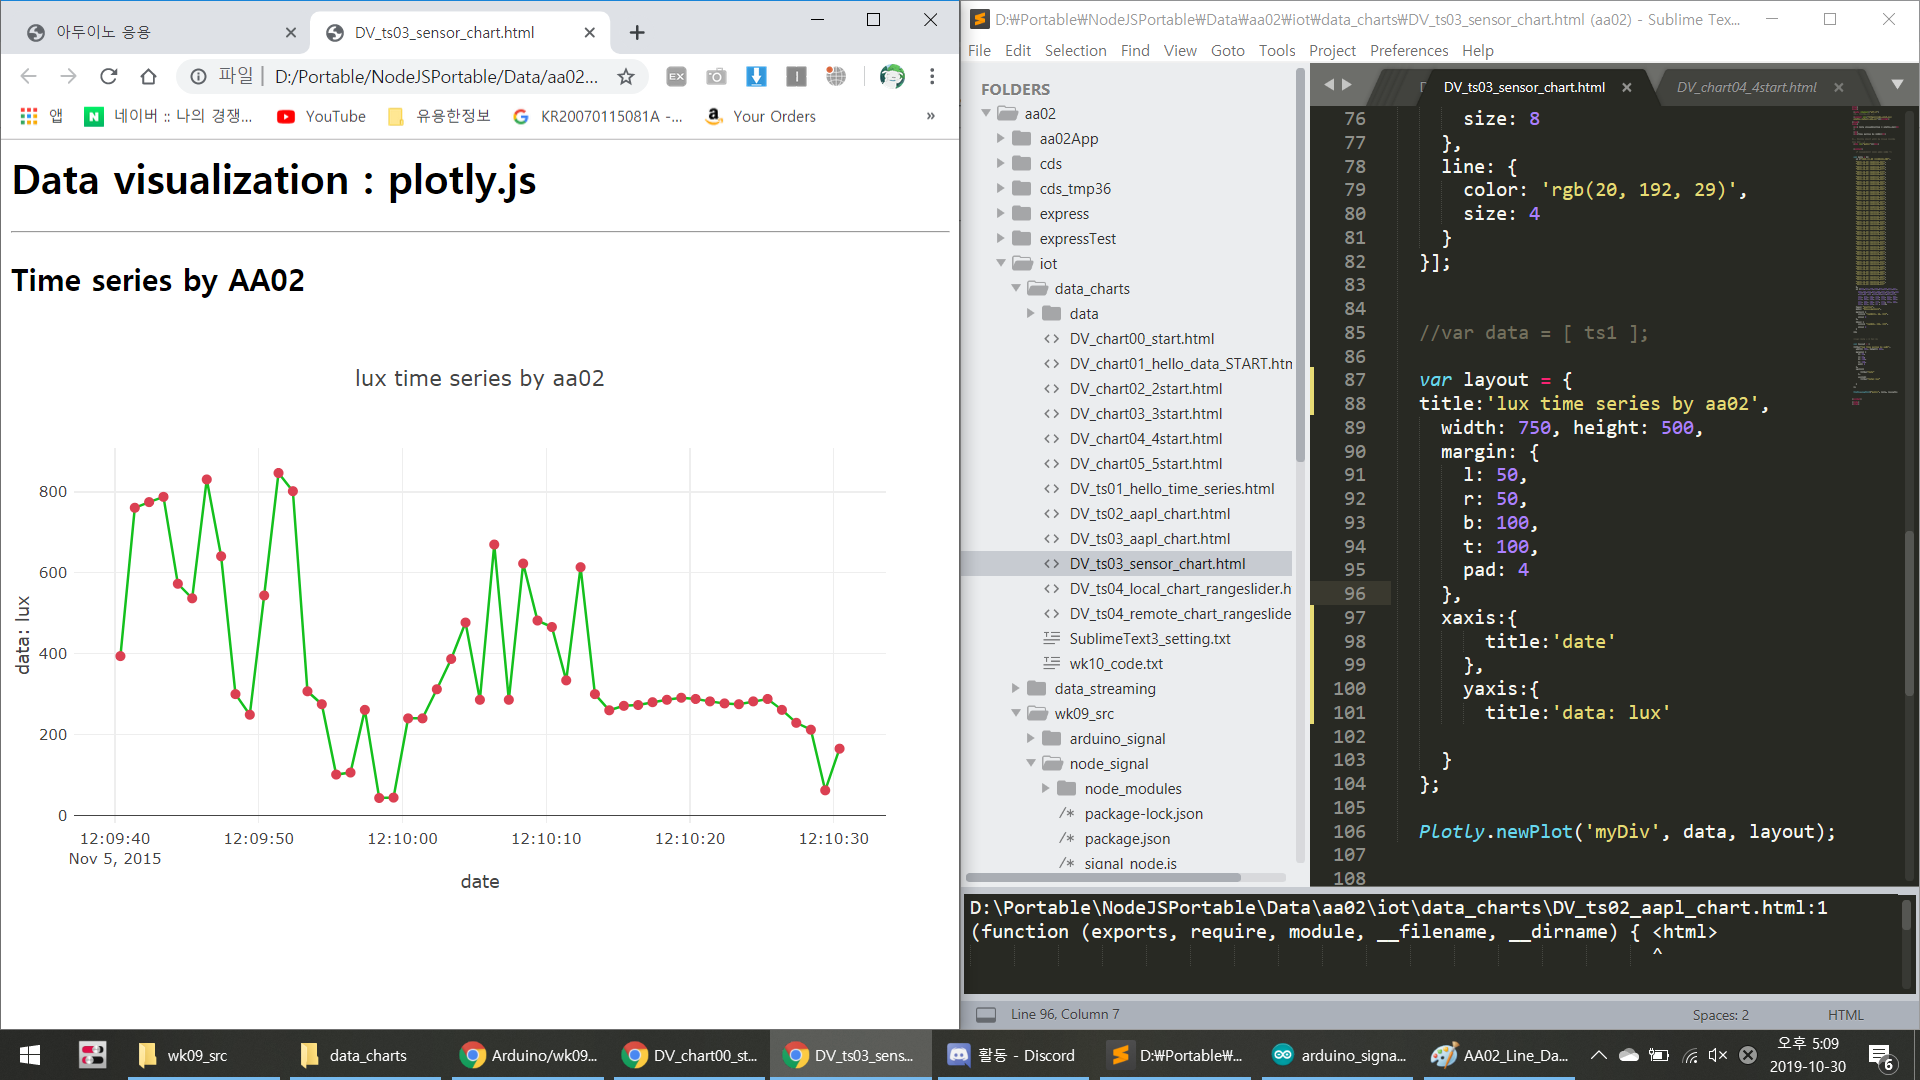 아두이노 응용
DV_ts03_sensor_chart.html
파일 | D:/Portable/NodeJSPortable/Data/aa02...
앱
네이버 :: 나의 경쟁...
YouTube
유용한정보
KR20070115081A -...
Your Orders
»
Data visualization : plotly.js
Time series by AA02
lux time series by aa02
800
600
400
200
0
data: lux
12:09:40
Nov 5, 2015
12:09:50
12:10:00
12:10:10
12:10:20
12:10:30
date
D:₩Portable₩NodeJSPortable₩Data₩aa02₩iot₩data_charts₩DV_ts03_sensor_chart.html (aa02) - Sublime Tex...
File Edit Selection Find View Goto Tools Project Preferences Help
FOLDERS
aa02
aa02App
cds
cds_tmp36
express
expressTest
iot
data_charts
data
DV_chart00_start.html
DV_chart01_hello_data_START.htm
DV_chart02_2start.html
DV_chart03_3start.html
DV_chart04_4start.html
DV_chart05_5start.html
DV_ts01_hello_time_series.html
DV_ts02_aapl_chart.html
DV_ts03_aapl_chart.html
DV_ts03_sensor_chart.html
DV_ts04_local_chart_rangeslider.h
DV_ts04_remote_chart_rangeslide
SublimeText3_setting.txt
wk10_code.txt
data_streaming
wk09_src
arduino_signal
node_signal
node_modules
package-lock.json
package.json
signal_node.js
DV_ts03_sensor_chart.html
DV_chart04_4start.html
76 size: 8
77 },
78 line: {
79 color: 'rgb(20, 192, 29)',
80 size: 4
81 }
82 }];
83
84
85 //var data = [ ts1 ];
86
87 var layout = {
88 title:'lux time series by aa02',
89 width: 750, height: 500,
90 margin: {
91 l: 50,
92 r: 50,
93 b: 100,
94 t: 100,
95 pad: 4
96 },
97 xaxis:{
98 title:'date'
99 },
100 yaxis:{
101 title:'data: lux'
102
103 }
104 };
105
106 Plotly.newPlot('myDiv', data, layout);
107
108
D:\Portable\NodeJSPortable\Data\aa02\iot\data_charts\DV_ts02_aapl_chart.html:1
(function (exports, require, module, __filename, __dirname) { <html>
^
Line 96, Column 7
Spaces: 2
HTML
wk09_src
data_charts
Arduino/wk09...
DV_chart00_st...
DV_ts03_sens...
활동 - Discord
D:₩Portable₩...
arduino_signa...
AA02_Line_Da...
오후 5:09
2019-10-30
6